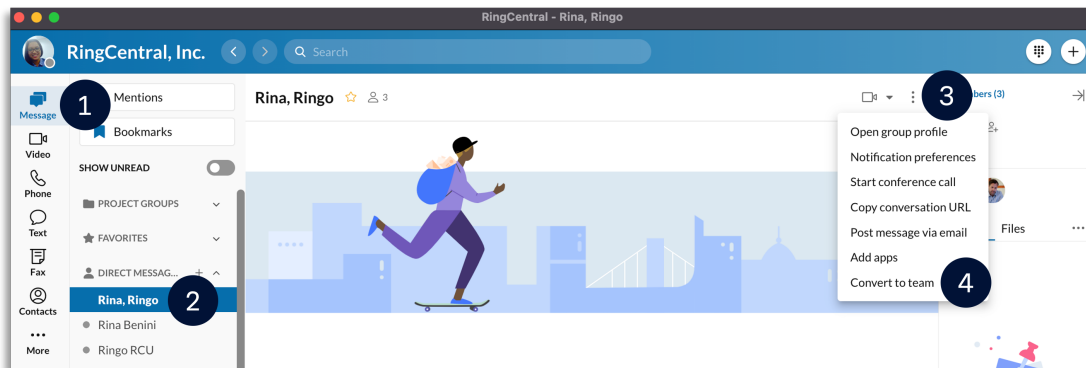 RingCentral - Rina, Ringo
RingCentral, Inc.
Search
Message
Video
Phone
Text
Fax
Contacts
More
1
Mentions
Bookmarks
SHOW UNREAD
PROJECT GROUPS
FAVORITES
DIRECT MESSAG...
Rina, Ringo
2
Rina Benini
Ringo RCU
Rina, Ringo 3
3
Open group profile
Notification preferences
Start conference call
Copy conversation URL
Post message via email
Add apps
Convert to team
4
(3)
Files